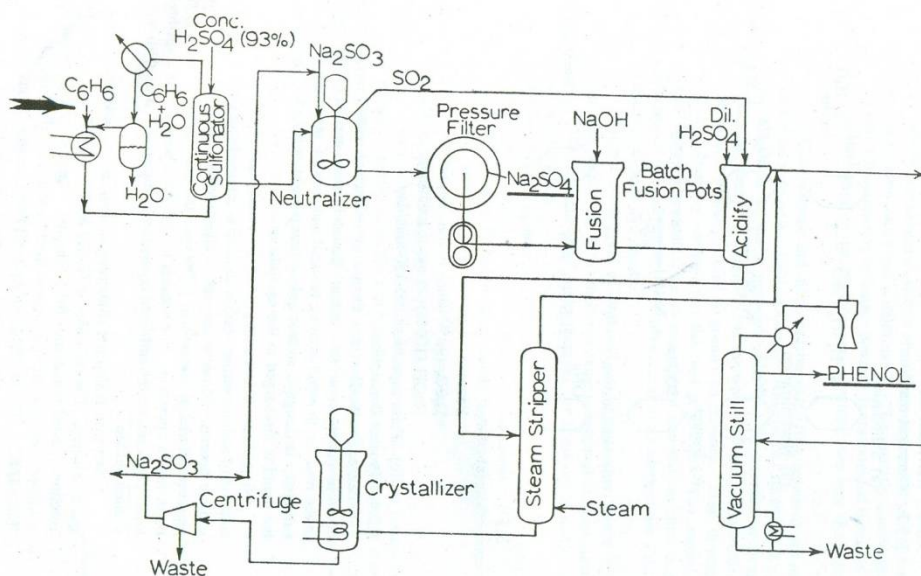 Conc.
H₂SO₄ (93%)
C₆H₆
C₆H₆
+
H₂O
H₂O
Continuous
Sulfonator
Na₂SO₃
SO₂
Neutralizer
Pressure
Filter
Na₂SO₄
NaOH
Fusion
Batch
Fusion Pots
Dil.
H₂SO₄
Acidify
PHENOL
Vacuum Still
Waste
Steam Stripper
Steam
Crystallizer
Na₂SO₃
Centrifuge
Waste